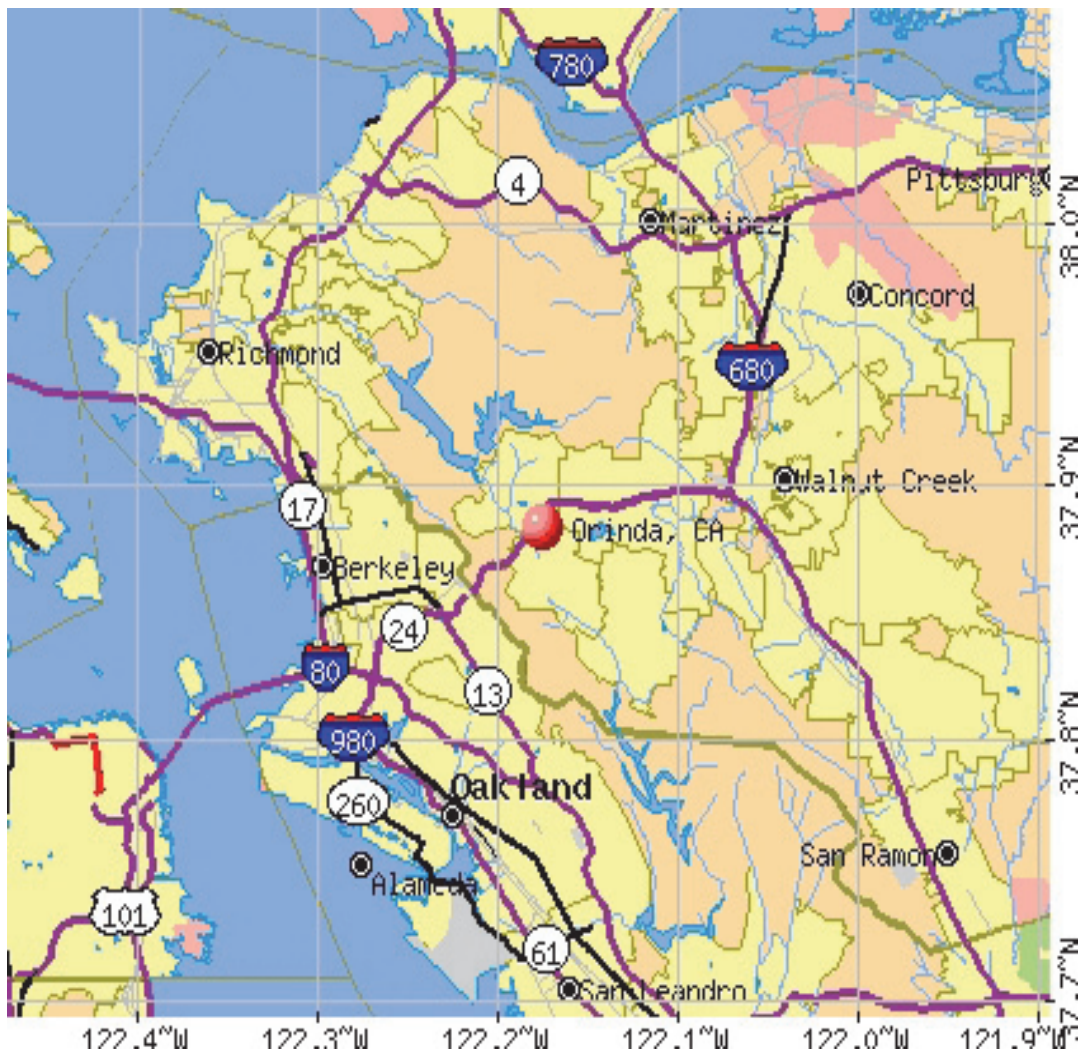 780
4
Pittsburg
Martinez
38.0°N
Concord
Richmond
680
Walnut Creek
37.9°N
17
Orinda, CA
Berkeley
24
80
13
980
37.8°N
Oakland
260
San Ramon
Alameda
101
61
San Leandro
37.7°N
122.4°W 122.3°W 122.2°W 122.1°W 122.0°W 121.9°W